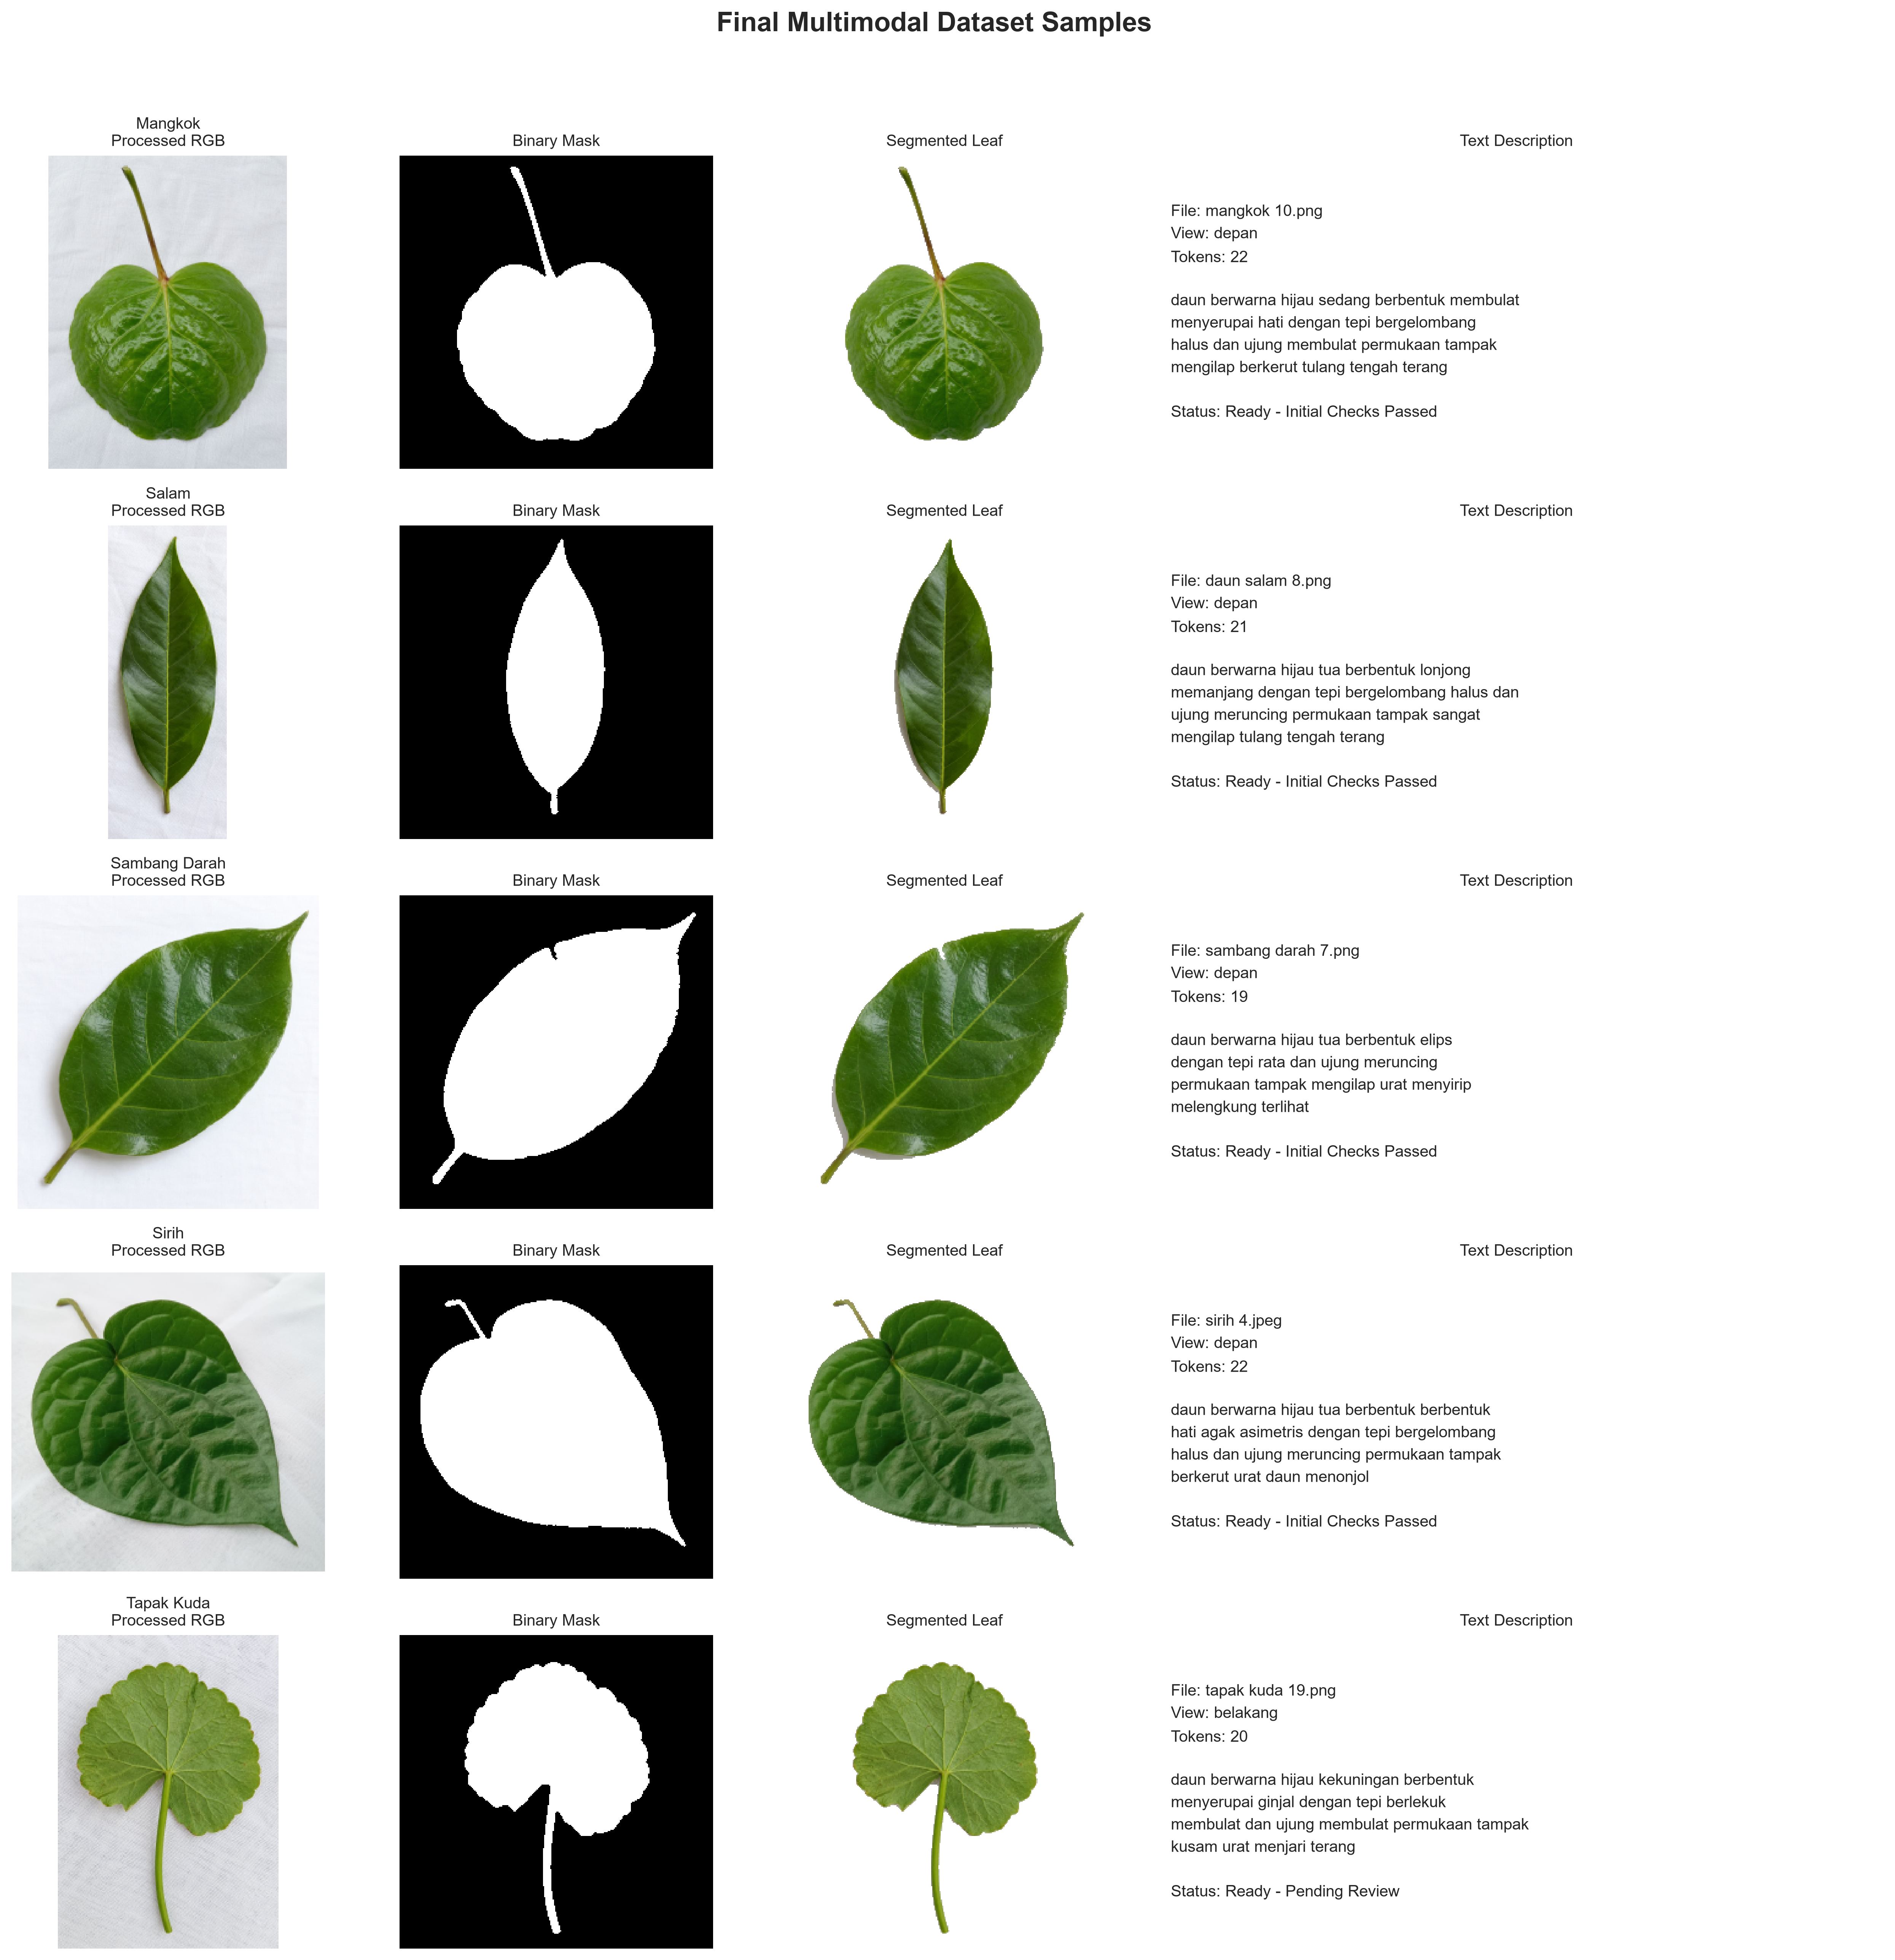 Final Multimodal Dataset Samples
Mangkok
Processed RGB
Binary Mask
Segmented Leaf
Text Description
File: mangkok 10.png
View: depan
Tokens: 22
daun berwarna hijau sedang berbentuk membulat
menyerupai hati dengan tepi bergelombang
halus dan ujung membulat permukaan tampak
mengilap berkerut tulang tengah terang
Status: Ready - Initial Checks Passed
Salam
Processed RGB
Binary Mask
Segmented Leaf
Text Description
File: daun salam 8.png
View: depan
Tokens: 21
daun berwarna hijau tua berbentuk lonjong
memanjang dengan tepi bergelombang halus dan
ujung meruncing permukaan tampak sangat
mengilap tulang tengah terang
Status: Ready - Initial Checks Passed
Sambang Darah
Processed RGB
Binary Mask
Segmented Leaf
Text Description
File: sambang darah 7.png
View: depan
Tokens: 19
daun berwarna hijau tua berbentuk elips
dengan tepi rata dan ujung meruncing
permukaan tampak mengilap urat menyirip
melengkung terlihat
Status: Ready - Initial Checks Passed
Sirih
Processed RGB
Binary Mask
Segmented Leaf
Text Description
File: sirih 4.jpeg
View: depan
Tokens: 22
daun berwarna hijau tua berbentuk berbentuk
hati agak asimetris dengan tepi bergelombang
halus dan ujung meruncing permukaan tampak
berkerut urat daun menonjol
Status: Ready - Initial Checks Passed
Tapak Kuda
Processed RGB
Binary Mask
Segmented Leaf
Text Description
File: tapak kuda 19.png
View: belakang
Tokens: 20
daun berwarna hijau kekuningan berbentuk
menyerupai ginjal dengan tepi berlekuk
membulat dan ujung membulat permukaan tampak
kusam urat menjari terang
Status: Ready - Pending Review